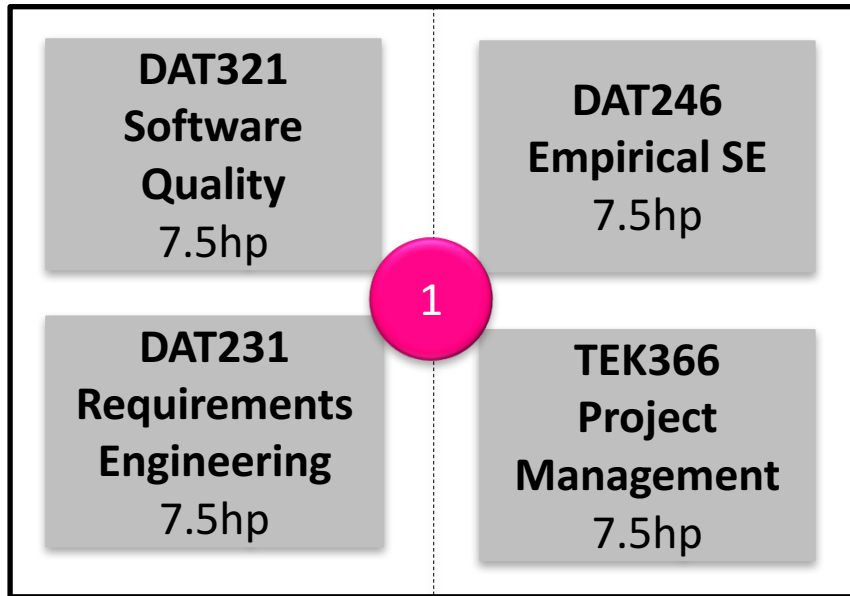 DAT321
Software
Quality
7.5hp
DAT246
Empirical SE
7.5hp
1
DAT231
Requirements
Engineering
7.5hp
TEK366
Project
Management
7.5hp